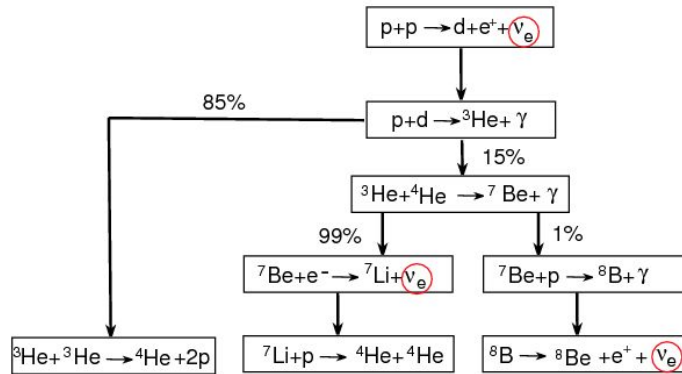 p+p → d+e⁺+νₑ
85%
p+d → ³He+ γ
15%
³He+⁴He → ⁷Be+ γ
99%
1%
⁷Be+e⁻ → ⁷Li+νₑ
⁷Be+p → ⁸B+γ
³He+³He → ⁴He+2p
⁷Li+p → ⁴He+⁴He
⁸B → ⁸Be +e⁺ + νₑ